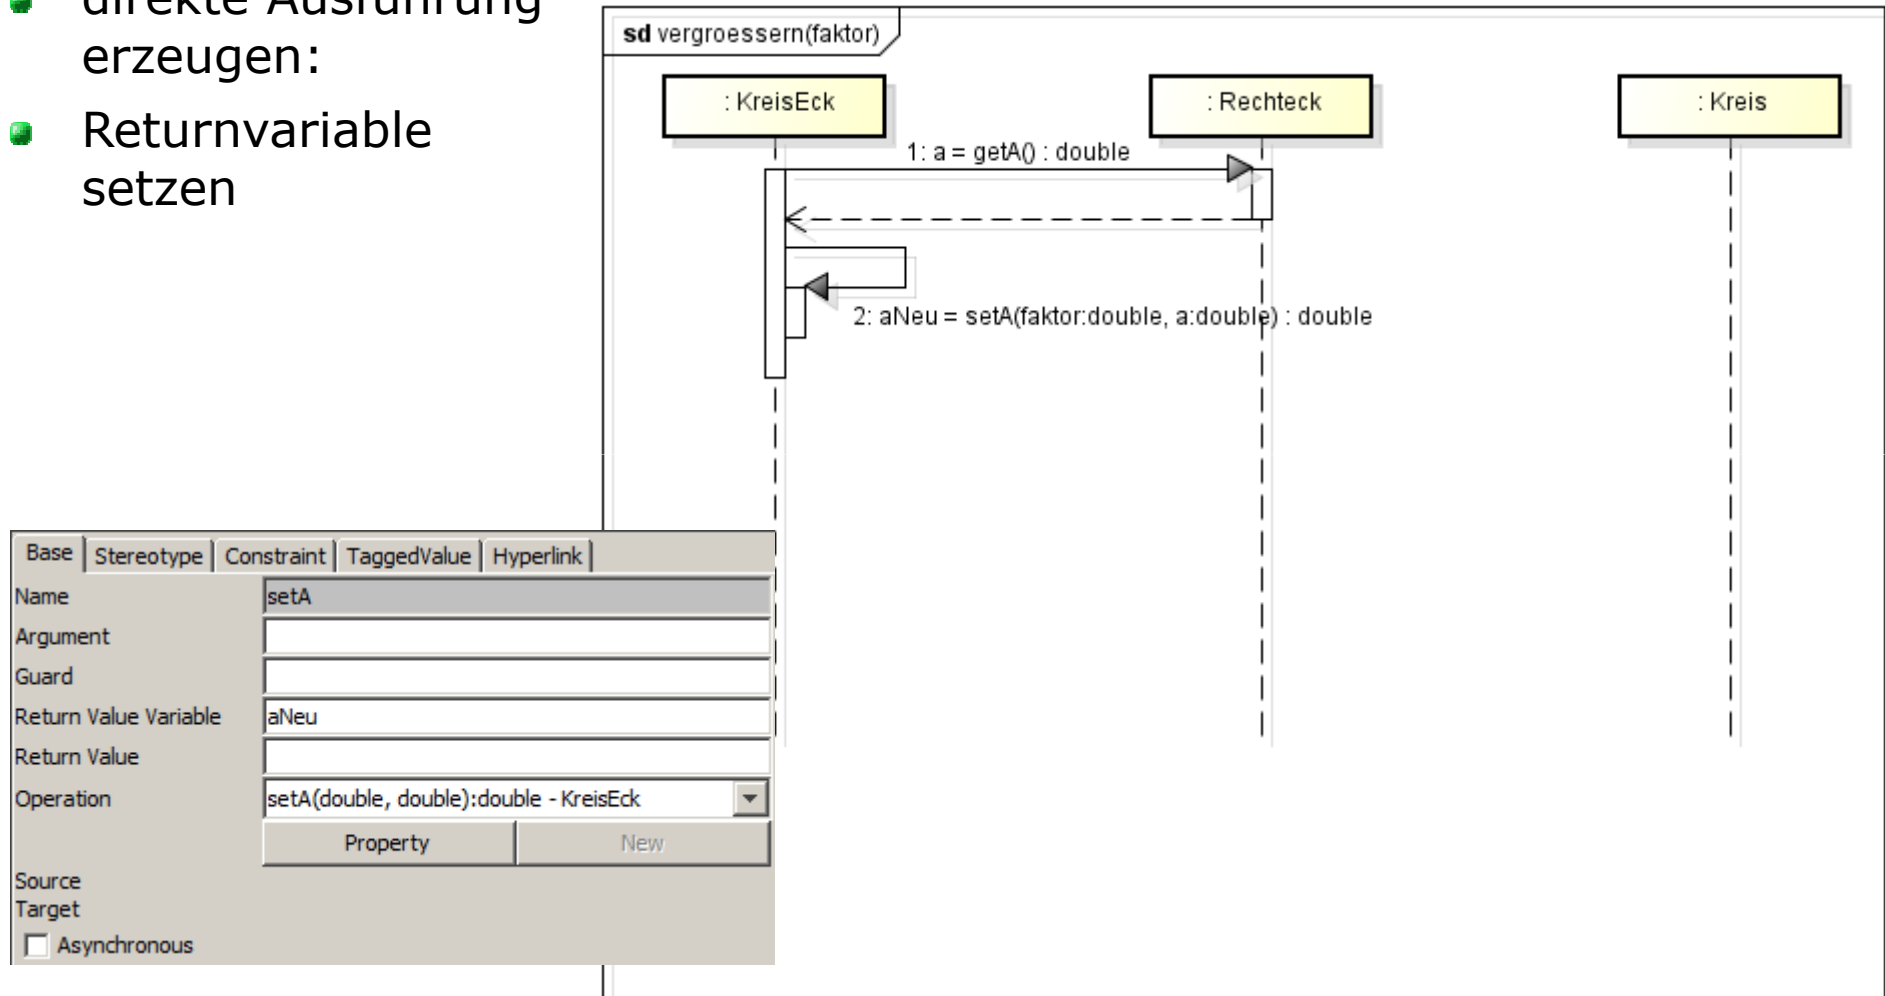 direkte Ausführung
erzeugen:
Returnvariable
setzen
sd vergroessern(faktor)
: KreisEck
: Rechteck
: Kreis
1: a = getA() : double
2: aNeu = setA(faktor:double, a:double) : double
Base Stereotype Constraint TaggedValue Hyperlink
Name setA
Argument
Guard
Return Value Variable aNeu
Return Value
Operation setA(double, double):double - KreisEck
Property New
Source
Target
Asynchronous